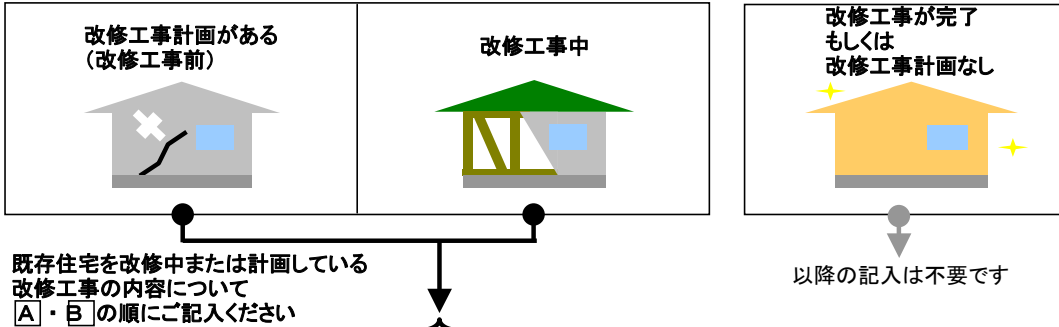 改修工事計画がある
（改修工事前）
改修工事中
改修工事が完了
もしくは
改修工事計画なし
既存住宅を改修中または計画している
改修工事の内容について
A・Bの順にご記入ください
以降の記入は不要です